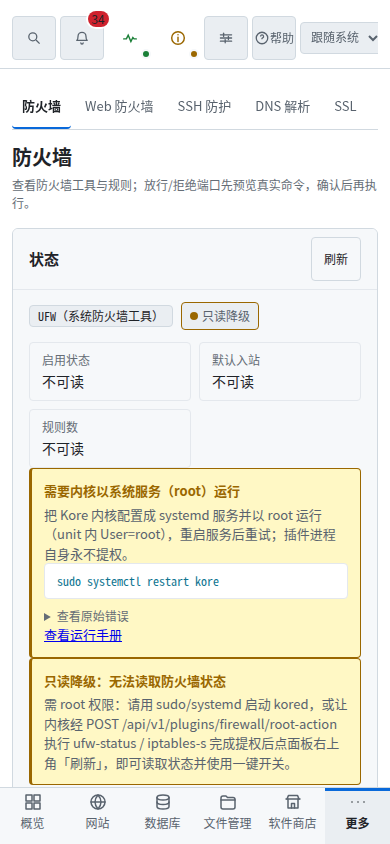 34
帮助
跟随系统
防火墙 Web 防火墙 SSH 防护 DNS 解析 SSL
防火墙
查看防火墙工具与规则；放行/拒绝端口先预览真实命令，确认后再执
行。
状态
刷新
UFW（系统防火墙工具）
只读降级
启用状态
不可读
默认入站
不可读
规则数
不可读
需要内核以系统服务（root）运行
把 Kore 内核配置成 systemd 服务并以 root 运行
（unit 内 User=root），重启服务后重试；插件进程
自身永不提权。
sudo systemctl restart kore
查看原始错误
查看运行手册
只读降级：无法读取防火墙状态
需 root 权限：请用 sudo/systemd 启动 kored，或让
内核经 POST /api/v1/plugins/firewall/root-action
执行 ufw-status / iptables-s 完成提权后点面板右上
角「刷新」，即可读取状态并使用一键开关。
概览 网站 数据库 文件管理 软件商店 更多